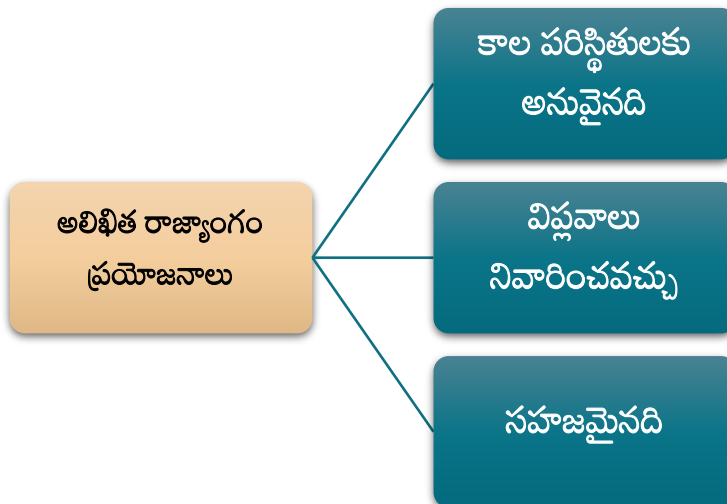 అలిఖిత రాజ్యాంగం
ప్రయోజనాలు
కాల పరిస్థితులకు
అనువైనది
విప్లవాలు
నివారించవచ్చు
సహజమైనది